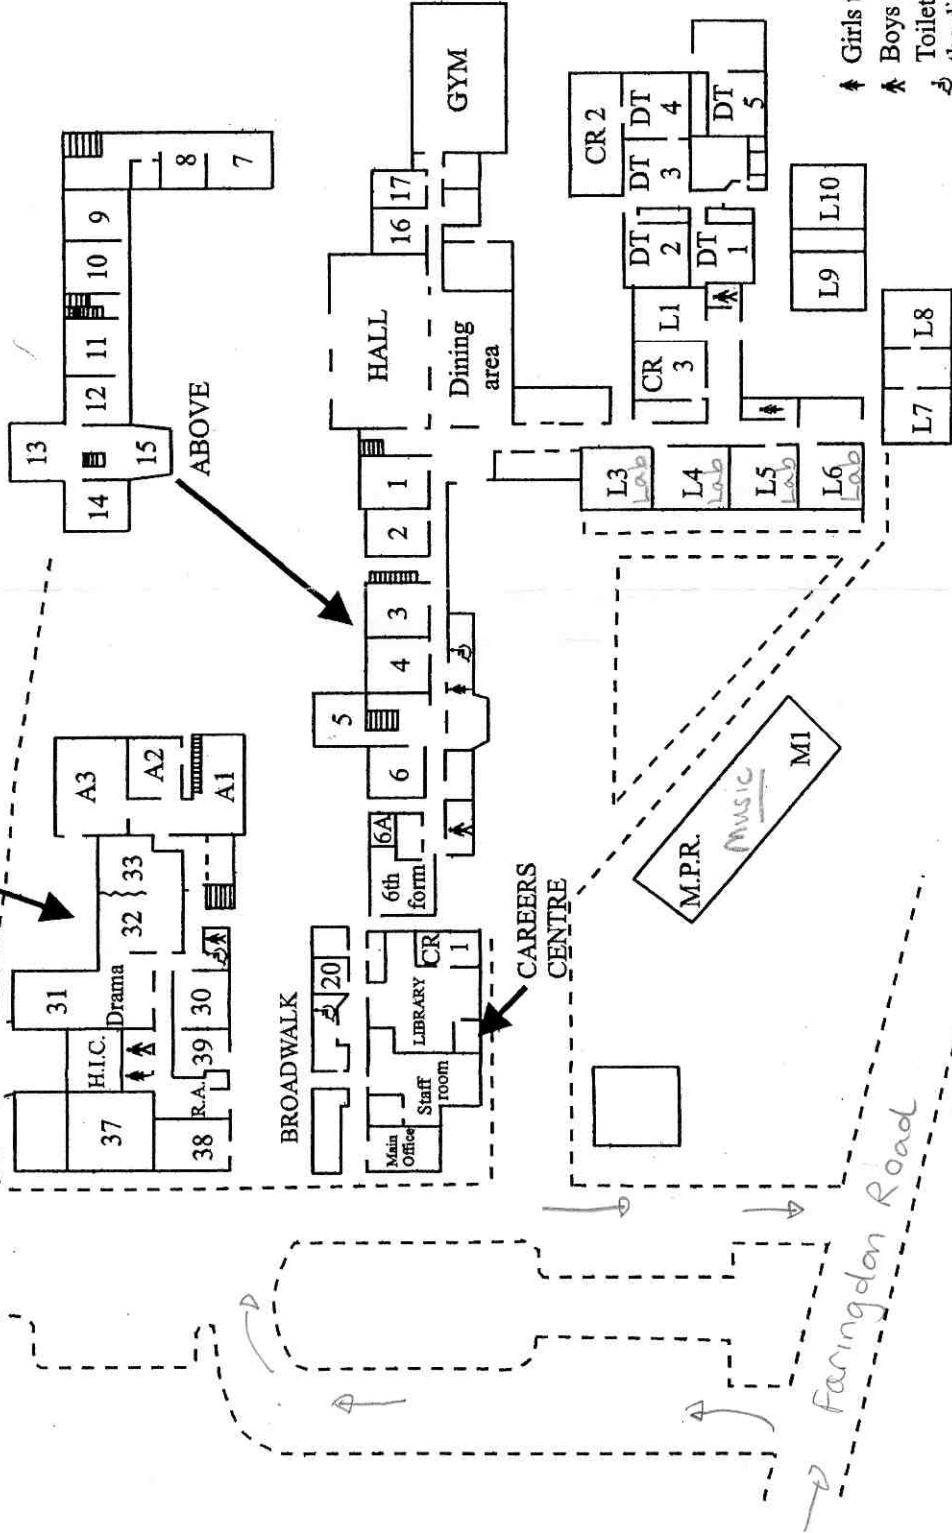 GYM
8
7
9
10
11
12
13
14
15
ABOVE
17
16
HALL
Dining
area
1
2
3
4
5
6
6A
6th
form
CR 2
DT
4
DT
3
DT
5
DT
2
DT
1
L1
CR
3
L10
L9
L8
L7
L3
Lab
L4
Lab
L5
Lab
L6
Lab
Girls
Boys
Toilet
A3
A2
A1
33
32
31
Drama
30
39
H.I.C.
R.A.
37
38
BROADWALK
20
CR
1
LIBRARY
Staff
room
Main
Office
CAREERS
CENTRE
M.P.R.
Music
M1
Faringdon Road